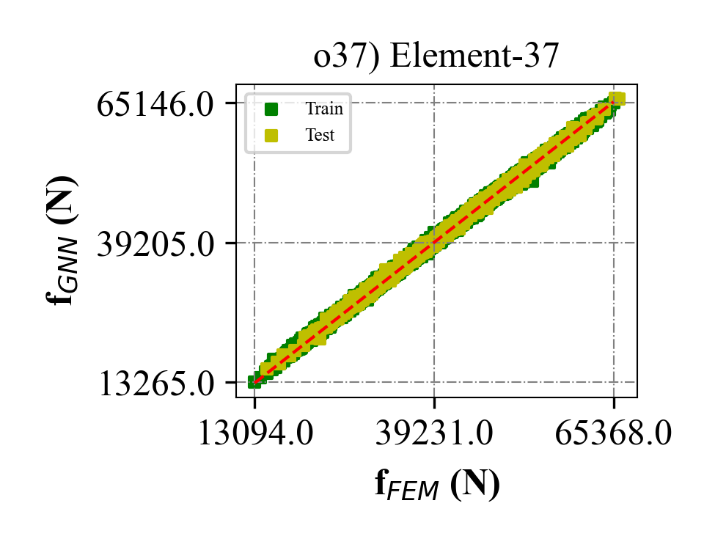 o37) Element-37
65146.0
39205.0
13265.0
f_GNN (N)
Train
Test
13094.0 39231.0 65368.0
f_FEM (N)